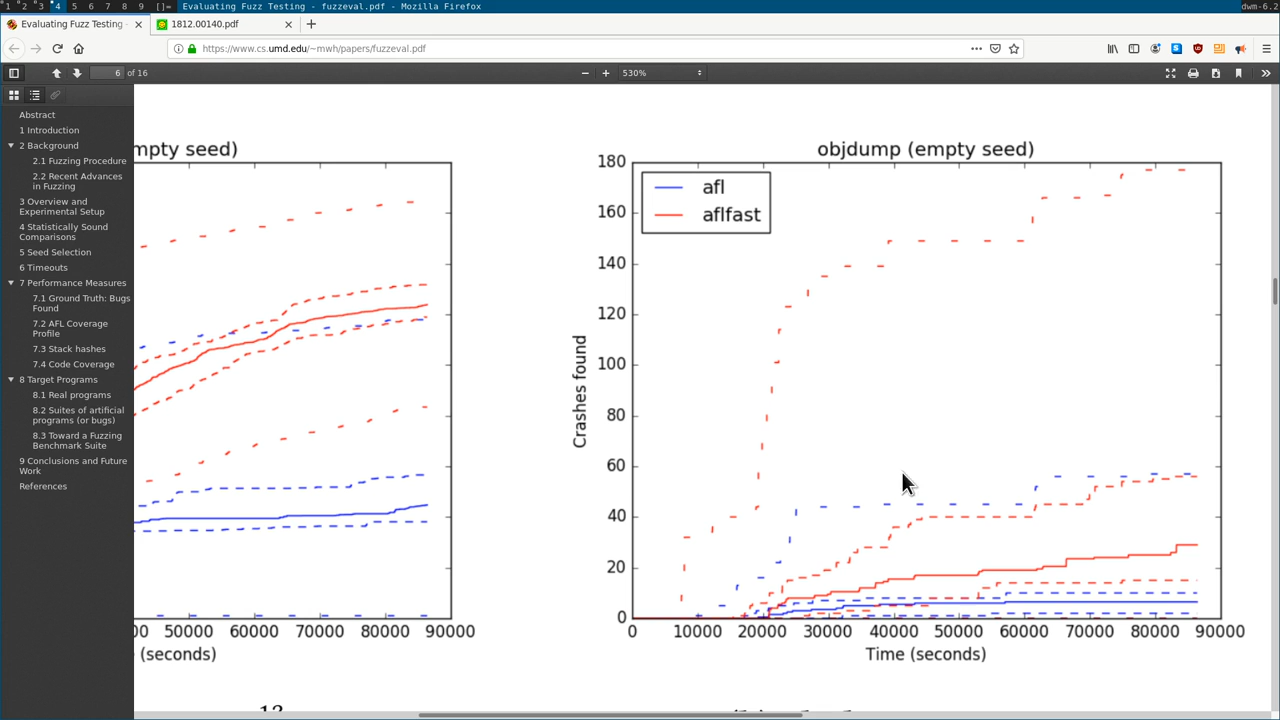 1 2 3 4 5 6 7 8 9 []= Evaluating Fuzz Testing - fuzzeval.pdf - Mozilla Firefox dwm-6.2
Evaluating Fuzz Testing - 1812.00140.pdf
https://www.cs.umd.edu/~mwh/papers/fuzzeval.pdf
6 of 16 530%
Abstract
1 Introduction
2 Background
2.1 Fuzzing Procedure
2.2 Recent Advances
in Fuzzing
3 Overview and
Experimental Setup
4 Statistically Sound
Comparisons
5 Seed Selection
6 Timeouts
7 Performance Measures
7.1 Ground Truth: Bugs
Found
7.2 AFL Coverage
Profile
7.3 Stack hashes
7.4 Code Coverage
8 Target Programs
8.1 Real programs
8.2 Suites of artificial
programs (or bugs)
8.3 Toward a Fuzzing
Benchmark Suite
9 Conclusions and Future
Work
References
mpty seed)
50000 60000 70000 80000 90000
(seconds)
objdump (empty seed)
afl
aflfast
180
160
140
120
100
80
60
40
20
0
Crashes found
0 10000 20000 30000 40000 50000 60000 70000 80000 90000
Time (seconds)